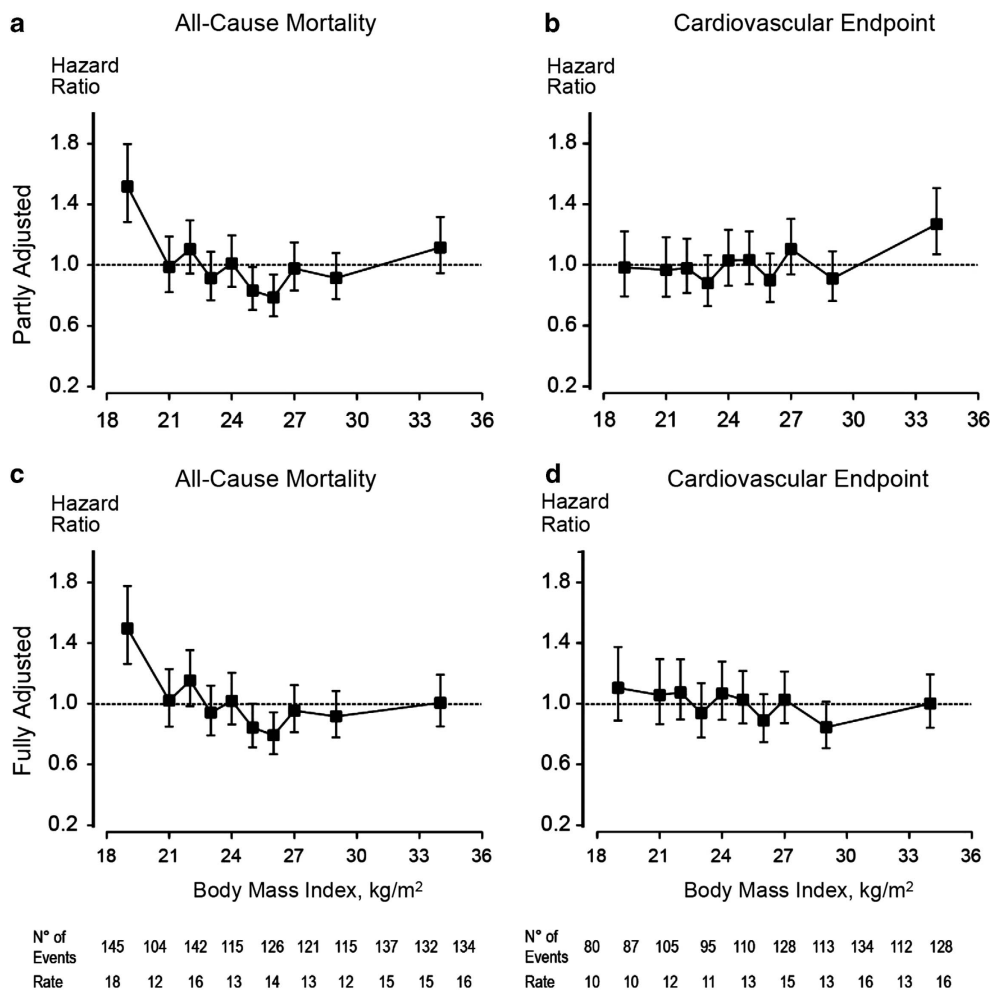 a All-Cause Mortality
Hazard
Ratio
Partly Adjusted
1.8
1.4
1.0
0.6
0.2
18 21 24 27 30 33 36
b Cardiovascular Endpoint
Hazard
Ratio
1.8
1.4
1.0
0.6
0.2
18 21 24 27 30 33 36
c All-Cause Mortality
Hazard
Ratio
Fully Adjusted
1.8
1.4
1.0
0.6
0.2
18 21 24 27 30 33 36
Body Mass Index, kg/m²
N° of
Events 145 104 142 115 126 121 115 137 132 134
Rate 18 12 16 13 14 13 12 15 15 16
d Cardiovascular Endpoint
Hazard
Ratio
1.8
1.4
1.0
0.6
0.2
18 21 24 27 30 33 36
Body Mass Index, kg/m²
N° of
Events 80 87 105 95 110 128 113 134 112 128
Rate 10 10 12 11 13 15 13 16 13 16